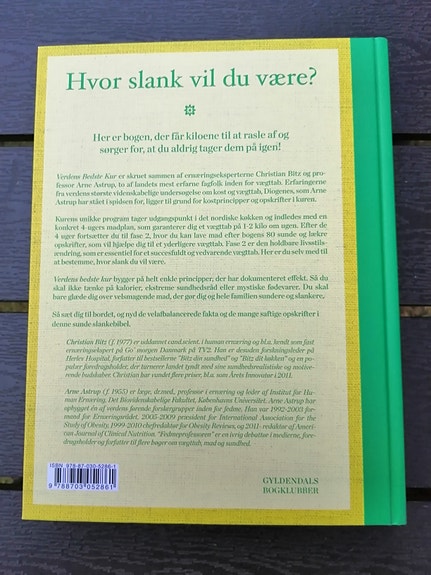 Hvor slank vil du være?
Her er bogen, der får kiloene til at rasle af og
sørger for, at du aldrig tager dem på igen!
Verdens Bedste Kur er skruet sammen af ernæringseksperterne Christian Bitz og pro-
fessor Arne Astrup, to af landets mest erfarne fagfolk inden for vægttab. Erfaringerne
fra verdens største videnskabelige undersøgelse om kost og vægttab, Diogenes, som Arne
Astrup har stået i spidsen for, ligger til grund for kostprincipper og opskrifter i kuren.
Kurens unikke program tager udgangspunkt i det nordiske køkken og indledes med en
konkret 4-ugers madplan, som garanterer dig et vægttab på 1-2 kilo om ugen. Efter de
4 uger fortsætter du til fase 2, hvor du kan lave mad efter bogens 80 sunde og lækre
opskrifter, som vil hjælpe dig til et yderligere vægttab. Fase 2 er den holdbare livsstils-
ændring, som er essentiel for et succesfuldt og vedvarende vægttab. Her er du selv med til
at bestemme, hvor slank du vil være.
Verdens bedste kur bygger på helt enkle principper, der har dokumenteret effekt. Så du
skal ikke tænke på kalorier, ekstreme sundhedsråd eller mystiske fødevarer. Du skal
bare glæde dig over velsmagende mad, der gør dig og hele familien sundere og slankere.
Så sæt dig til bordet, og nyd de velafbalancerede fakta og de mange saftige opskrifter i
denne sunde slankebibel.
Christian Bitz (f. 1977) er uddannet cand.scient. i human ernæring og bl.a. kendt som fast
ernæringsekspert på Go' morgen Danmark på TV2. Han er desuden forskningsleder på
Herlev Hospital, forfatter til bestsellerne "Bitz din sundhed" og "Bitz dit køkken" og en po-
pulær foredragsholder, der turnerer landet tyndt med sine sundhedsrealistiske og motive-
rende budskaber. Christian har vundet flere priser, bl.a. som Årets Innovatør i 2011.
Arne Astrup (f. 1955) er læge, dr.med., professor i ernæring og leder af Institut for Hu-
man Ernæring, Det Biovidenskabelige Fakultet, Københavns Universitet. Arne Astrup har
opbygget én af verdens førende forskergrupper inden for fedme. Han var 1992-2003 for-
mand for Ernæringsrådet, 2005-2009 præsident for International Association for the
Study of Obesity, 1999-2010 chefredaktør for Obesity Reviews, og 2011- redaktør af Ameri-
can Journal of Clinical Nutrition. "Fedmeprofessoren" er en ivrig debattør i medierne, fore-
dragsholder og forfatter til flere bøger om vægttab, mad og sundhed.
ISBN 978-87-030-5286-1
9 788703 052861
GYLDENDALS
BOGKLUBBER